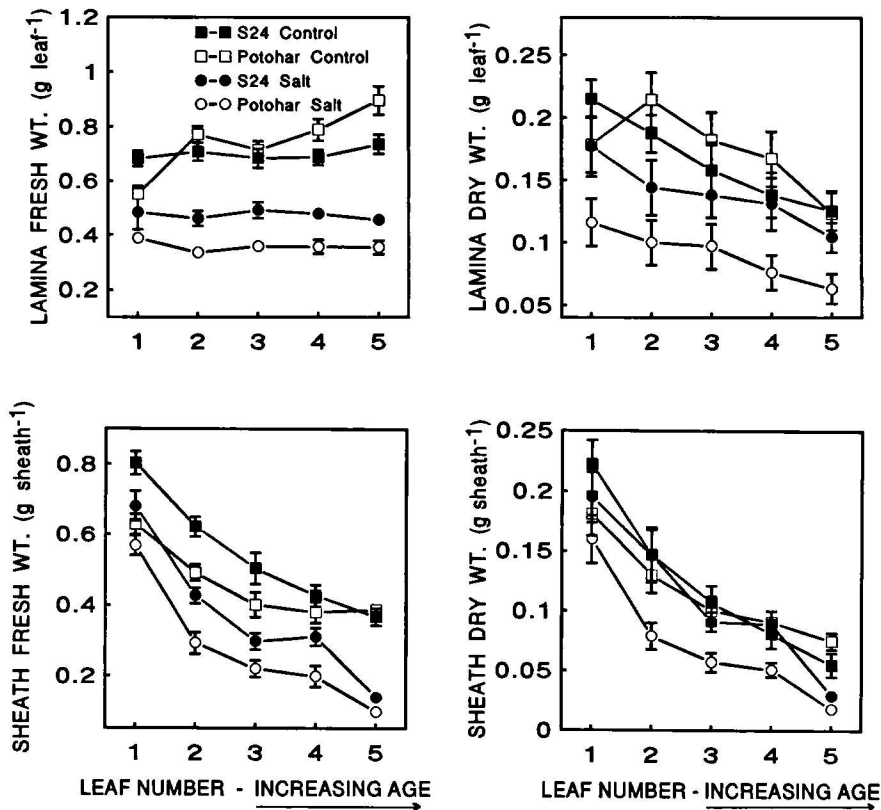 LAMINA FRESH WT. (g leaf-1)
1.2
1
0.8
0.6
0.4
0.2
S24 Control
Potohar Control
S24 Salt
Potohar Salt
1 2 3 4 5
LAMINA DRY WT. (g leaf-1)
0.25
0.2
0.15
0.1
0.05
1 2 3 4 5
SHEATH FRESH WT. (g sheath-1)
0.8
0.6
0.4
0.2
1 2 3 4 5
LEAF NUMBER - INCREASING AGE
SHEATH DRY WT. (g sheath-1)
0.25
0.2
0.15
0.1
0.05
0
1 2 3 4 5
LEAF NUMBER - INCREASING AGE